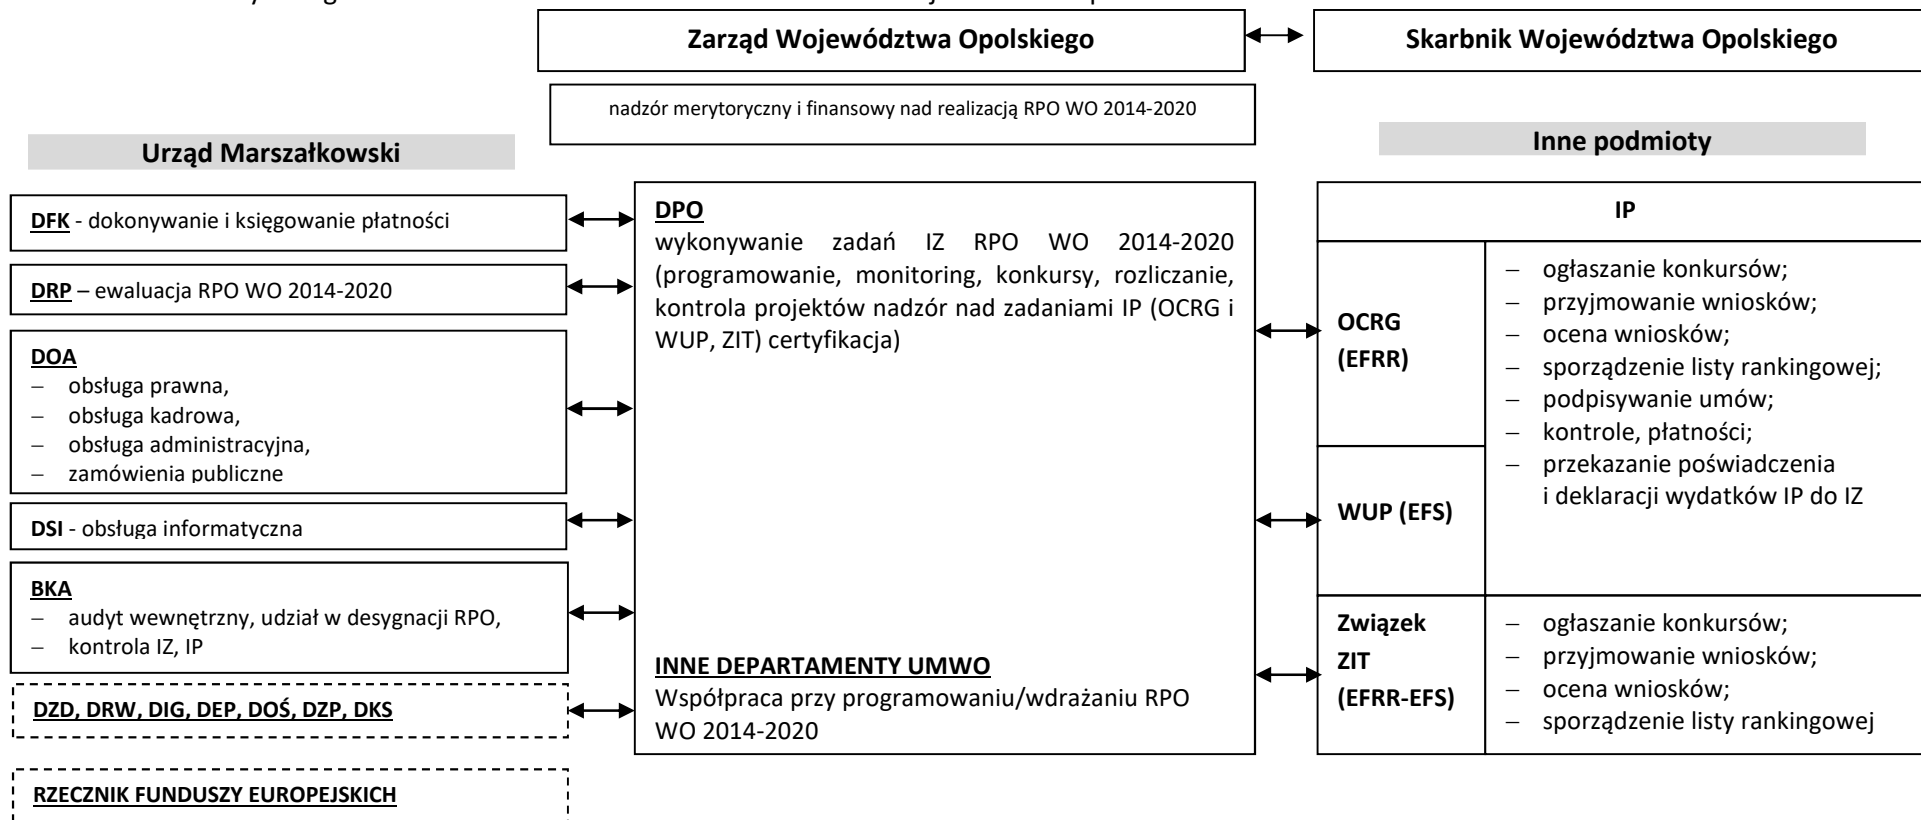 Zarząd Województwa Opolskiego
Skarbnik Województwa Opolskiego
nadzór merytoryczny i finansowy nad realizacją RPO WO 2014-2020
Urząd Marszałkowski
Inne podmioty
DFK - dokonywanie i księgowanie płatności
DRP – ewaluacja RPO WO 2014-2020
DOA
– obsługa prawna,
– obsługa kadrowa,
– obsługa administracyjna,
– zamówienia publiczne
DSI - obsługa informatyczna
BKA
– audyt wewnętrzny, udział w desygnacji RPO,
– kontrola IZ, IP
DZD, DRW, DIG, DEP, DOŚ, DZP, DKS
RZECZNIK FUNDUSZY EUROPEJSKICH
DPO
wykonywanie zadań IZ RPO WO 2014-2020
(programowanie, monitoring, konkursy, rozliczanie,
kontrola projektów nadzór nad zadaniami IP (OCRG i
WUP, ZIT) certyfikacja)
INNE DEPARTAMENTY UMWO
Współpraca przy programowaniu/wdrażaniu RPO
WO 2014-2020
IP
OCRG
(EFRR)
WUP (EFS)
– ogłaszanie konkursów;
– przyjmowanie wniosków;
– ocena wniosków;
– sporządzenie listy rankingowej;
– podpisywanie umów;
– kontrole, płatności;
– przekazanie poświadczenia
i deklaracji wydatków IP do IZ
Związek
ZIT
(EFRR-EFS)
– ogłaszanie konkursów;
– przyjmowanie wniosków;
– ocena wniosków;
– sporządzenie listy rankingowej